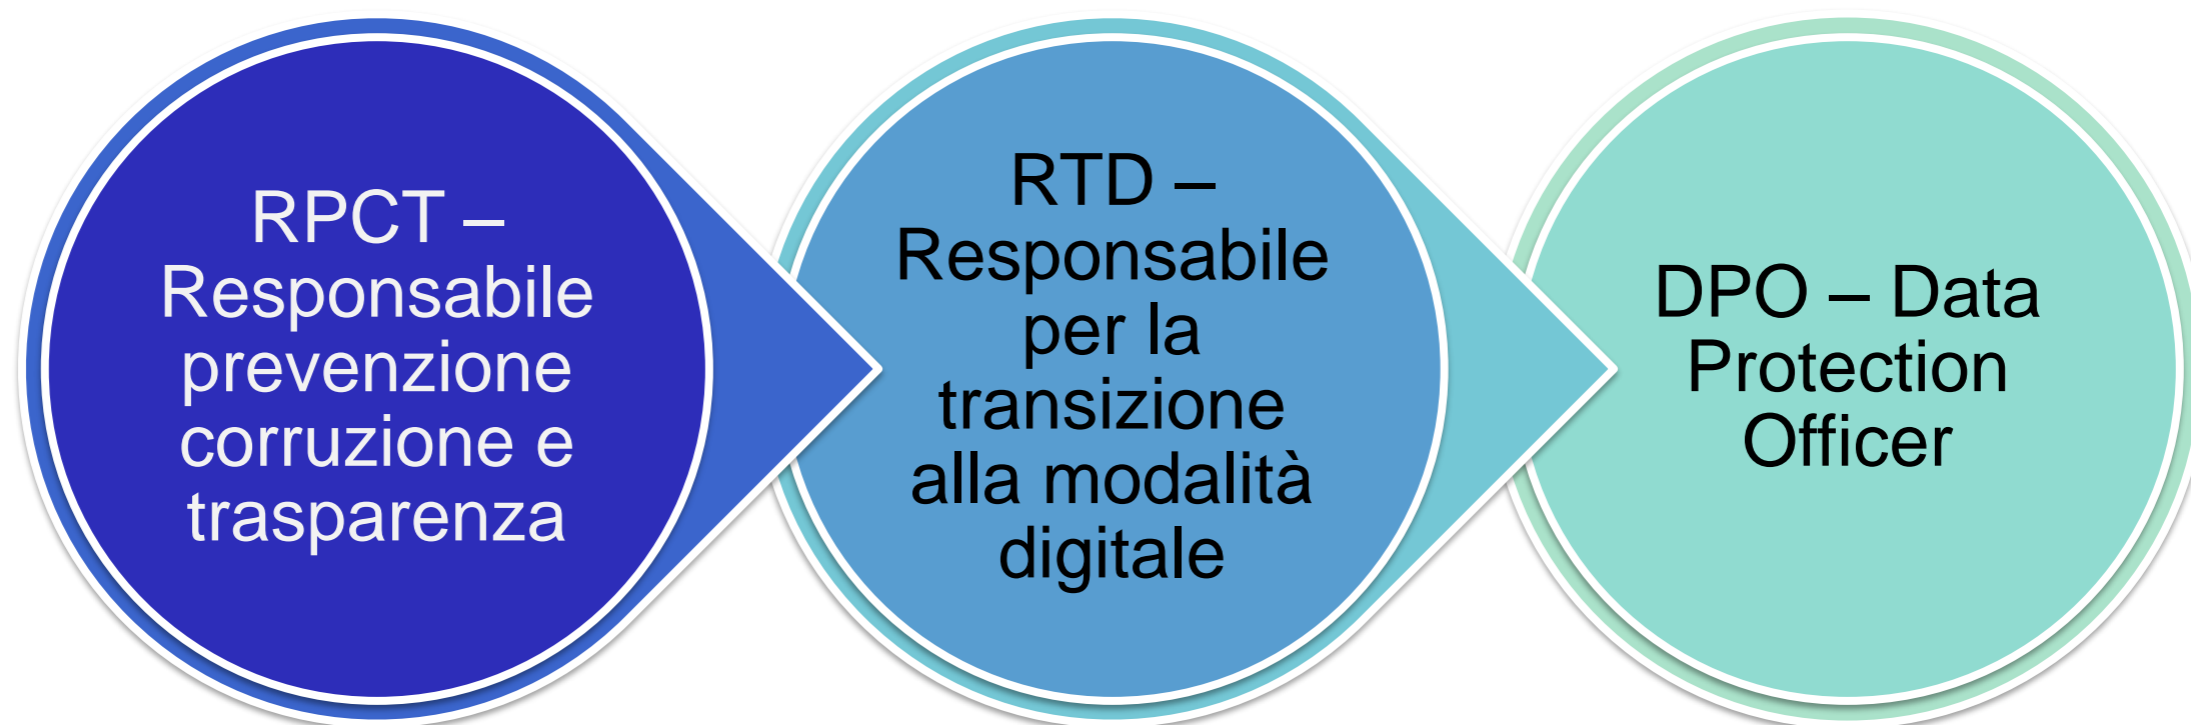 RPCT –
Responsabile
prevenzione
corruzione e
trasparenza
RTD –
Responsabile
per la
transizione
alla modalità
digitale
DPO – Data
Protection
Officer